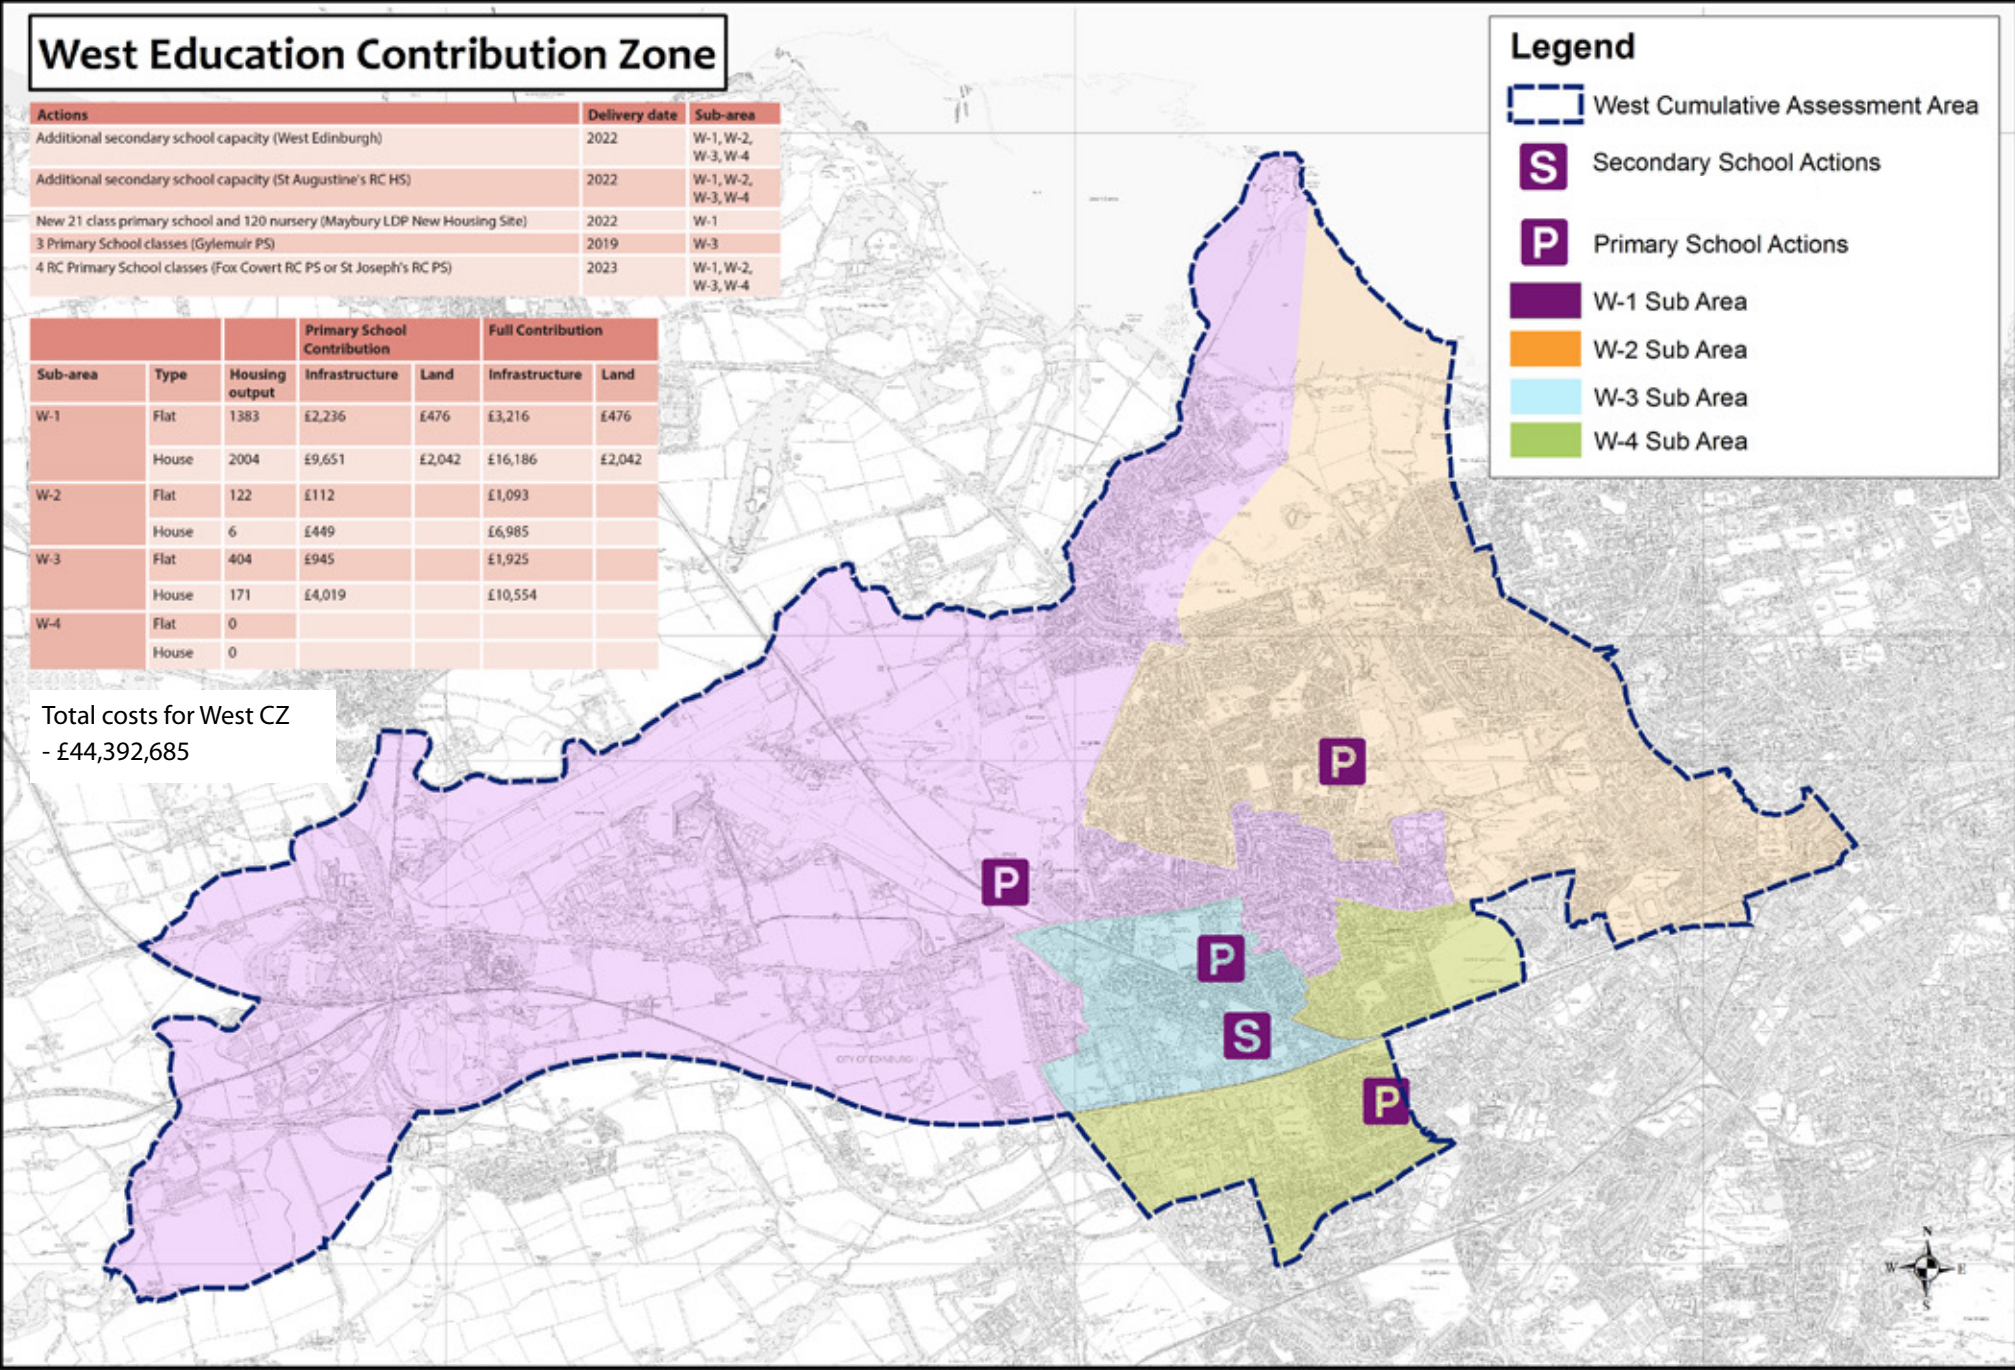 West Education Contribution Zone
Actions Delivery date Sub-area
Additional secondary school capacity (West Edinburgh) 2022 W-1, W-2,
W-3, W-4
Additional secondary school capacity (St Augustine's RC HS) 2022 W-1, W-2,
W-3, W-4
New 21 class primary school and 120 nursery (Maybury LDP New Housing Site) 2022 W-1
3 Primary School classes (Gylemuir PS) 2019 W-3
4 RC Primary School classes (Fox Covert RC PS or St Joseph's RC PS) 2023 W-1, W-2,
W-3, W-4
Primary School Full Contribution
Contribution
Sub-area Type Housing Infrastructure Land Infrastructure Land
output
W-1 Flat 1383 £2,236 £476 £3,216 £476
House 2004 £9,651 £2,042 £16,186 £2,042
W-2 Flat 122 £112 £1,093
House 6 £449 £6,985
W-3 Flat 404 £945 £1,925
House 171 £4,019 £10,554
W-4 Flat 0
House 0
Total costs for West CZ
- £44,392,685
Legend
West Cumulative Assessment Area
S Secondary School Actions
P Primary School Actions
W-1 Sub Area
W-2 Sub Area
W-3 Sub Area
W-4 Sub Area
P
P
P
S
P
CITY OF EDINBURGH
N
W E
S